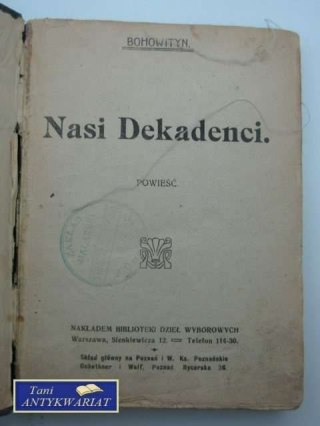 BOHOWITYN.
Nasi Dekadenci.
POWIEŚĆ.
NAKŁADEM BIBLIOTEKI DZIEŁ WYBOROWYCH
Warszawa, Sienkiewicza 12. Telefon 114-30.
Skład główny na Poznań i W. Ks. Poznańskie
Gebethner i Wolff, Poznań Rycerska 36.
Tani
ANTYKWARIAT